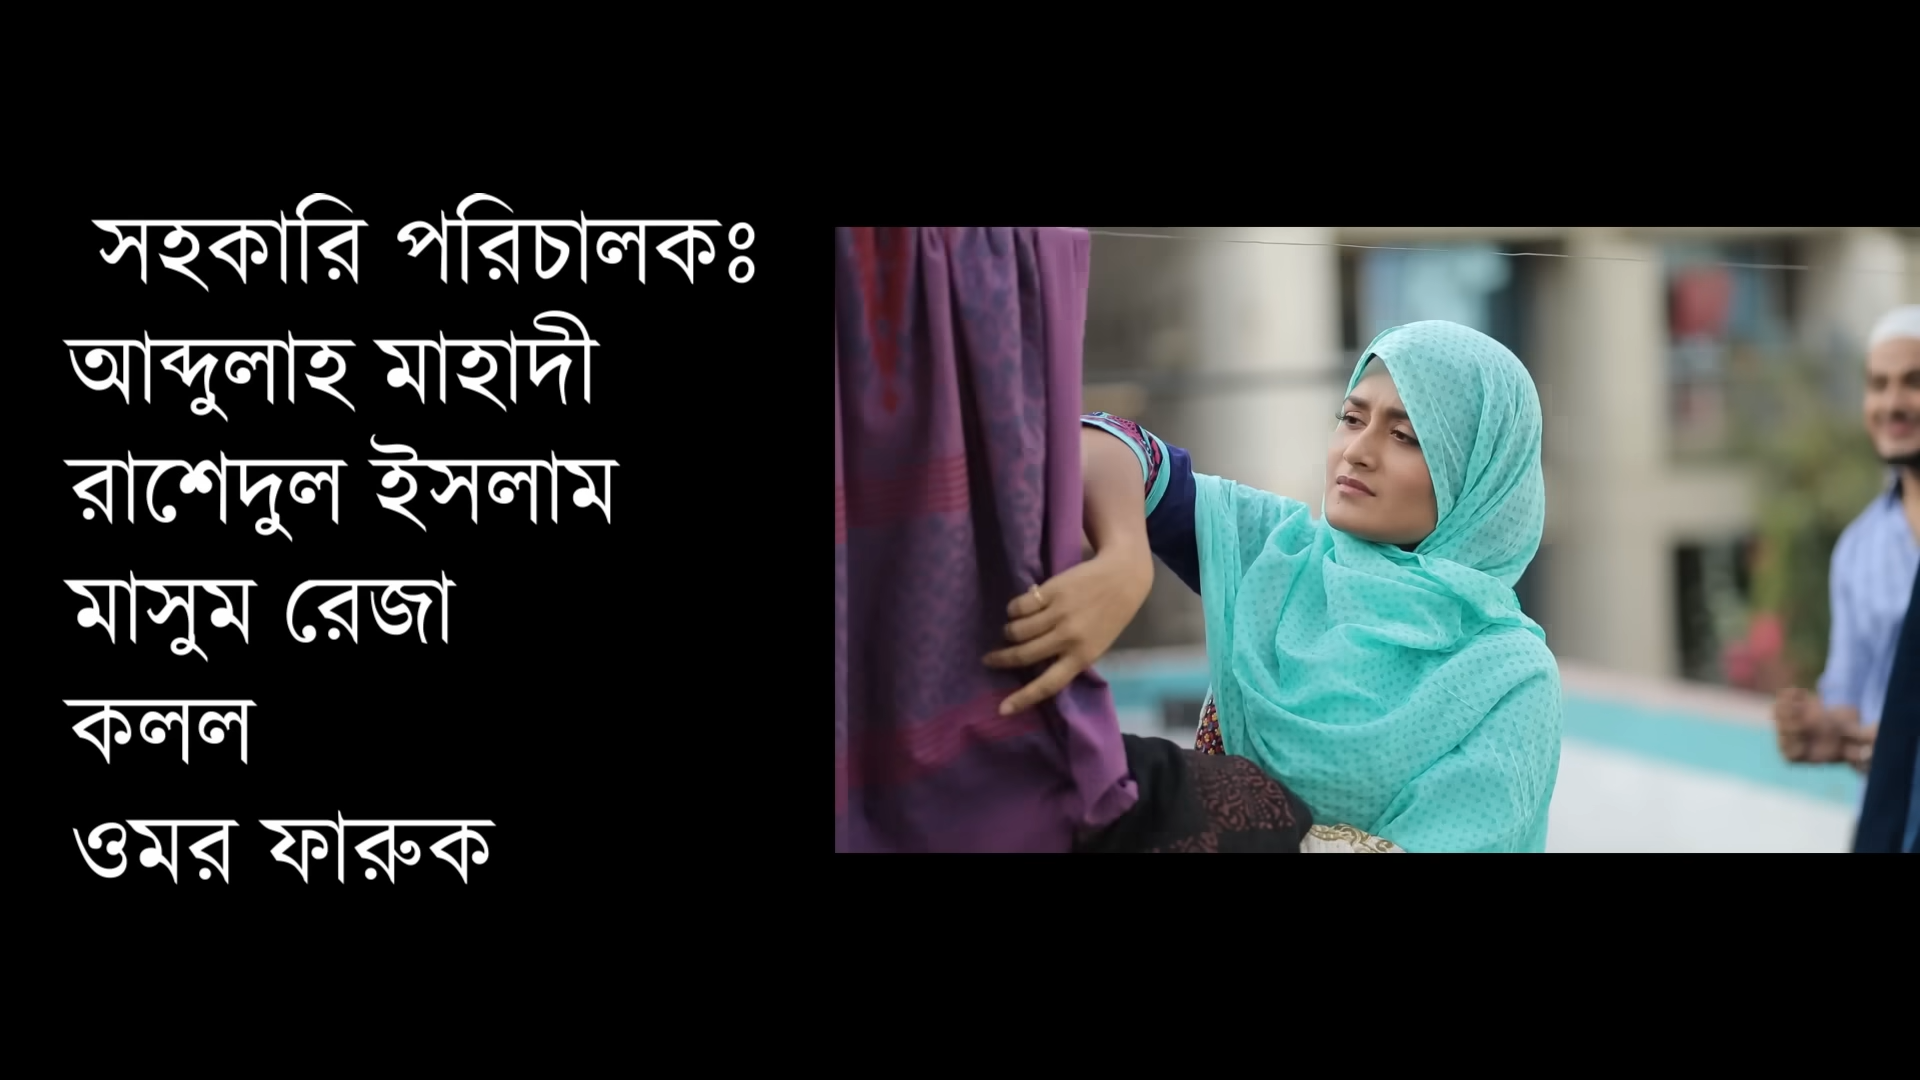 সহকারি পরিচালকঃ
আব্দুলাহ মাহাদী
রাশেদুল ইসলাম
মাসুম রেজা
কলল
ওমর ফারুক